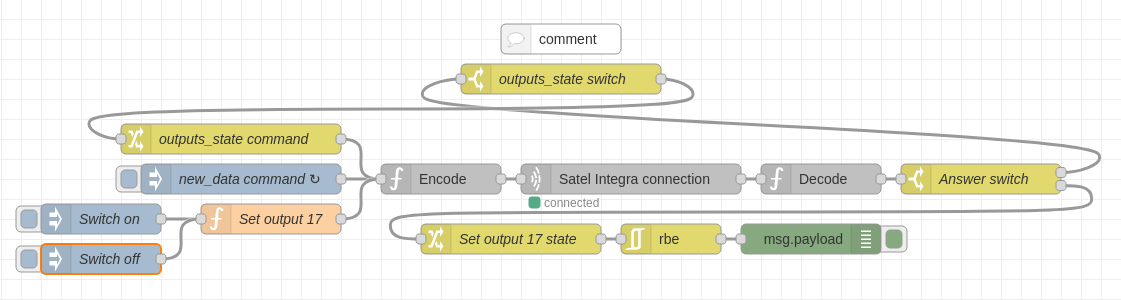 comment
outputs_state switch
outputs_state command
new_data command ↻
Encode
Satel Integra connection
Decode
Answer switch
connected
Switch on
Set output 17
Set output 17 state
rbe
msg.payload
Switch off